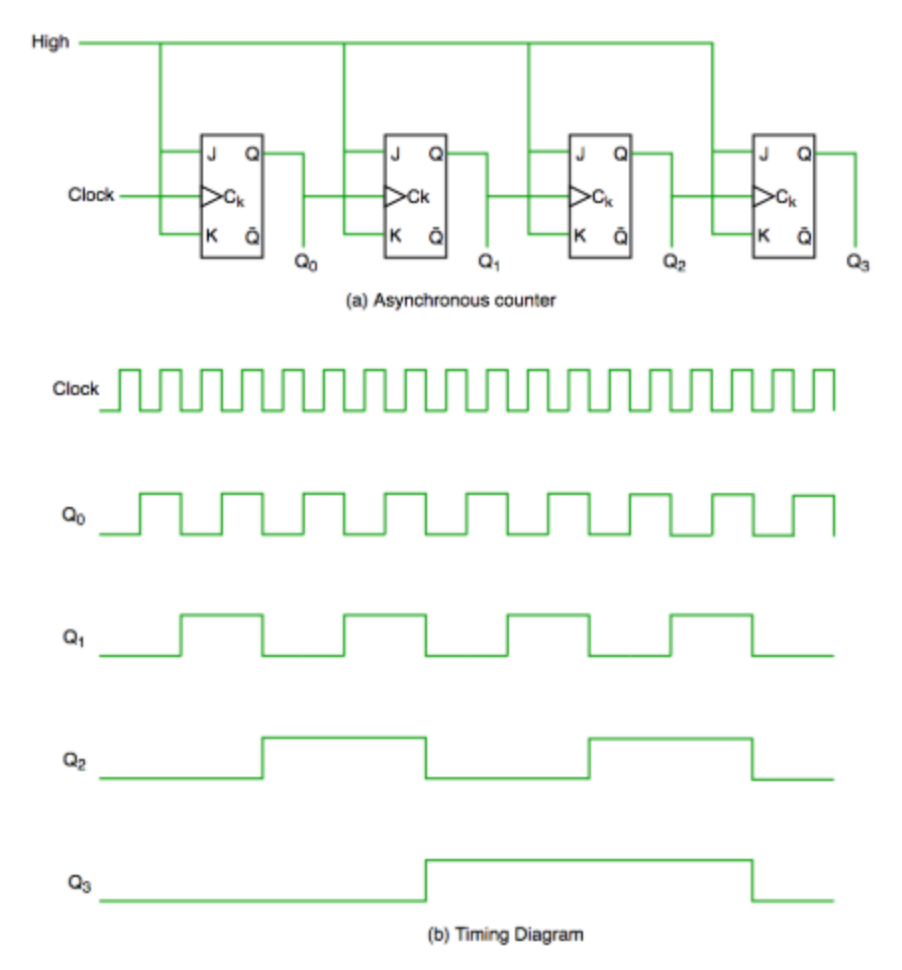 High
J Q J Q J Q J Q
Clock Cₖ Ck Cₖ Cₖ
K Q̄ K Q̄ K Q̄ K Q̄
Q₀ Q₁ Q₂ Q₃
(a) Asynchronous counter
Clock
Q₀
Q₁
Q₂
Q₃
(b) Timing Diagram